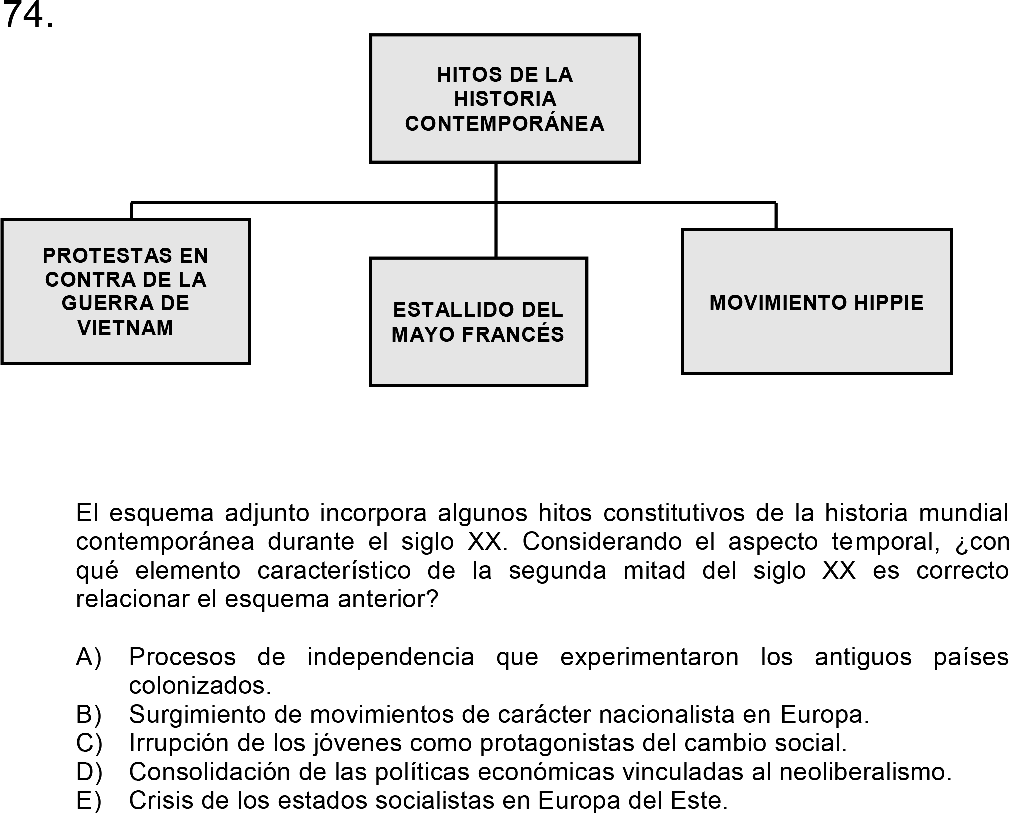 74.
HITOS DE LA
HISTORIA
CONTEMPORÁNEA
PROTESTAS EN
CONTRA DE LA
GUERRA DE
VIETNAM
ESTALLIDO DEL
MAYO FRANCÉS
MOVIMIENTO HIPPIE
El esquema adjunto incorpora algunos hitos constitutivos de la historia mundial
contemporánea durante el siglo XX. Considerando el aspecto temporal, ¿con
qué elemento característico de la segunda mitad del siglo XX es correcto
relacionar el esquema anterior?
A) Procesos de independencia que experimentaron los antiguos países
colonizados.
B) Surgimiento de movimientos de carácter nacionalista en Europa.
C) Irrupción de los jóvenes como protagonistas del cambio social.
D) Consolidación de las políticas económicas vinculadas al neoliberalismo.
E) Crisis de los estados socialistas en Europa del Este.